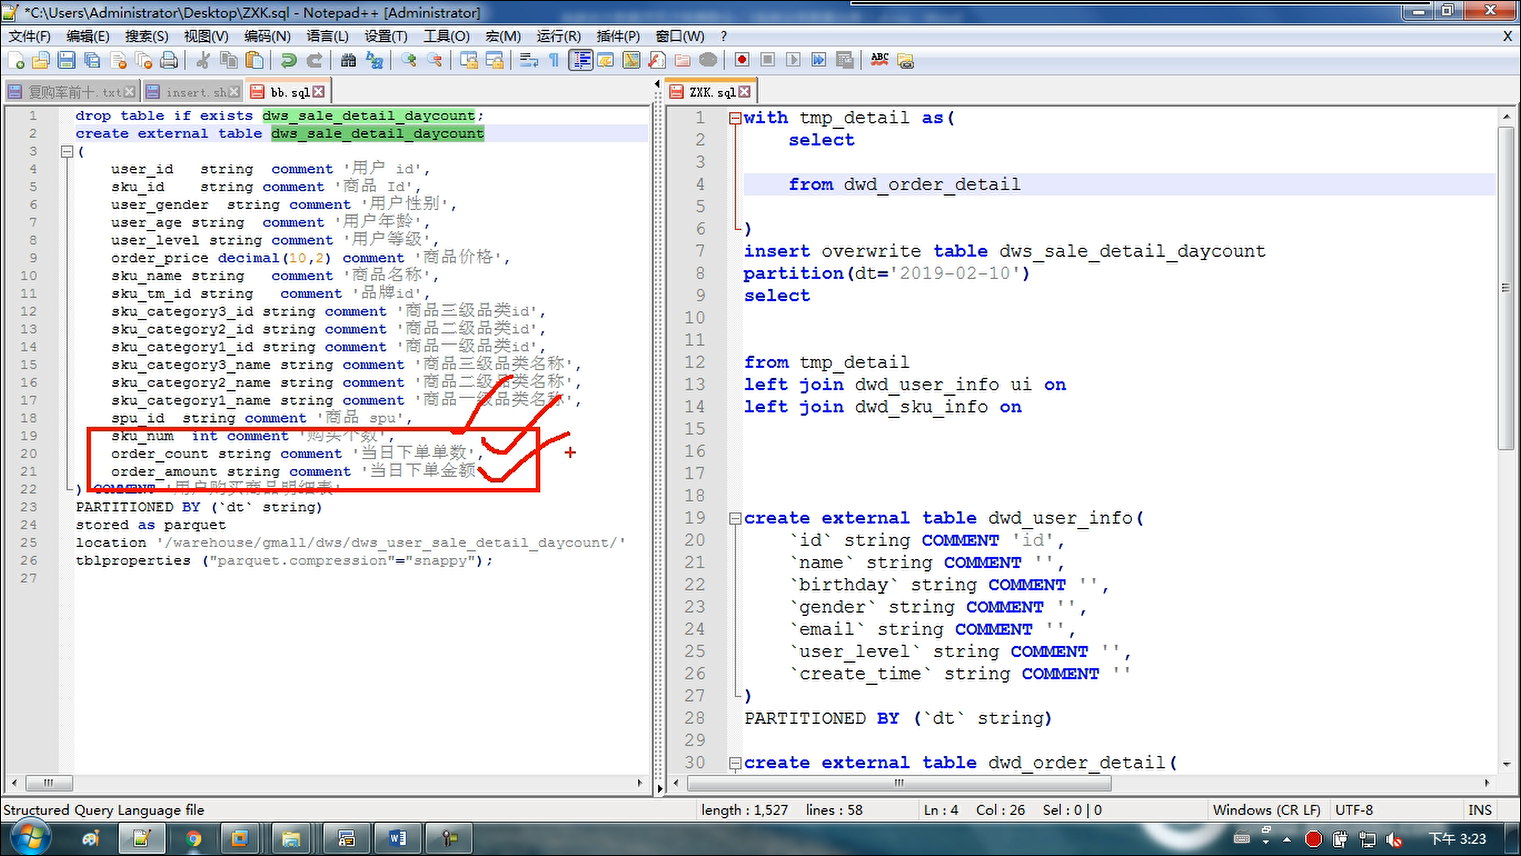 *C:\Users\Administrator\Desktop\ZXK.sql - Notepad++ [Administrator]
文件(F) 编辑(E) 搜索(S) 视图(V) 编码(N) 语言(L) 设置(T) 工具(O) 宏(M) 运行(R) 插件(P) 窗口(W) ? X
复购率前十.txt insert.sh bb.sql
1 drop table if exists dws_sale_detail_daycount;
2 create external table dws_sale_detail_daycount
3 (
4 user_id string comment '用户 id',
5 sku_id string comment '商品 Id',
6 user_gender string comment '用户性别',
7 user_age string comment '用户年龄',
8 user_level string comment '用户等级',
9 order_price decimal(10,2) comment '商品价格',
10 sku_name string comment '商品名称',
11 sku_tm_id string comment '品牌id',
12 sku_category3_id string comment '商品三级品类id',
13 sku_category2_id string comment '商品二级品类id',
14 sku_category1_id string comment '商品一级品类id',
15 sku_category3_name string comment '商品三级品类名称',
16 sku_category2_name string comment '商品二级品类名称',
17 sku_category1_name string comment '商品一级品类名称',
18 spu_id string comment '商品 spu',
19 sku_num int comment '购买个数',
20 order_count string comment '当日下单单数',
21 order_amount string comment '当日下单金额
22 ) COMMENT '用户购买商品明细表'
23 PARTITIONED BY (`dt` string)
24 stored as parquet
25 location '/warehouse/gmall/dws/dws_user_sale_detail_daycount/'
26 tblproperties ("parquet.compression"="snappy");
27
ZXK.sql
1 with tmp_detail as(
2 select
3
4 from dwd_order_detail
5
6 )
7 insert overwrite table dws_sale_detail_daycount
8 partition(dt='2019-02-10')
9 select
10
11
12 from tmp_detail
13 left join dwd_user_info ui on
14 left join dwd_sku_info on
15
16
17
18
19 create external table dwd_user_info(
20 `id` string COMMENT 'id',
21 `name` string COMMENT '',
22 `birthday` string COMMENT '',
23 `gender` string COMMENT '',
24 `email` string COMMENT '',
25 `user_level` string COMMENT '',
26 `create_time` string COMMENT ''
27 )
28 PARTITIONED BY (`dt` string)
29
30 create external table dwd_order_detail(
Structured Query Language file length : 1,527 lines : 58 Ln : 4 Col : 26 Sel : 0 | 0 Windows (CR LF) UTF-8 INS
下午 3:23